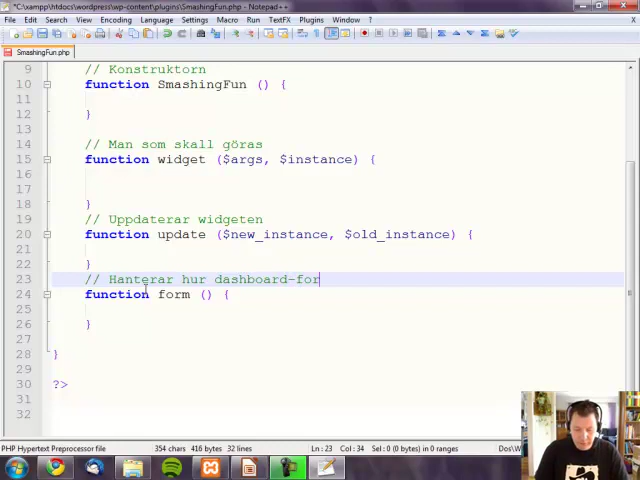 *C:\xampp\htdocs\wordpress\wp-content\plugins\SmashingFun.php - Notepad++
File Edit Search View Encoding Language Settings Macro Run TextFX Plugins Window ?
X
SmashingFun.php
9 // Konstruktorn
10 function SmashingFun () {
11
12 }
13
14 // Man som skall göras
15 function widget ($args, $instance) {
16
17
18 }
19 // Uppdaterar widgeten
20 function update ($new_instance, $old_instance) {
21
22 }
23 // Hanterar hur dashboard-for
24 function form () {
25
26 }
27
28 }
29
30 ?>
31
32
PHP Hypertext Preprocessor file 354 chars 416 bytes 32 lines Ln : 23 Col : 34 Sel : 0 (0 bytes) in 0 ranges Dos\W